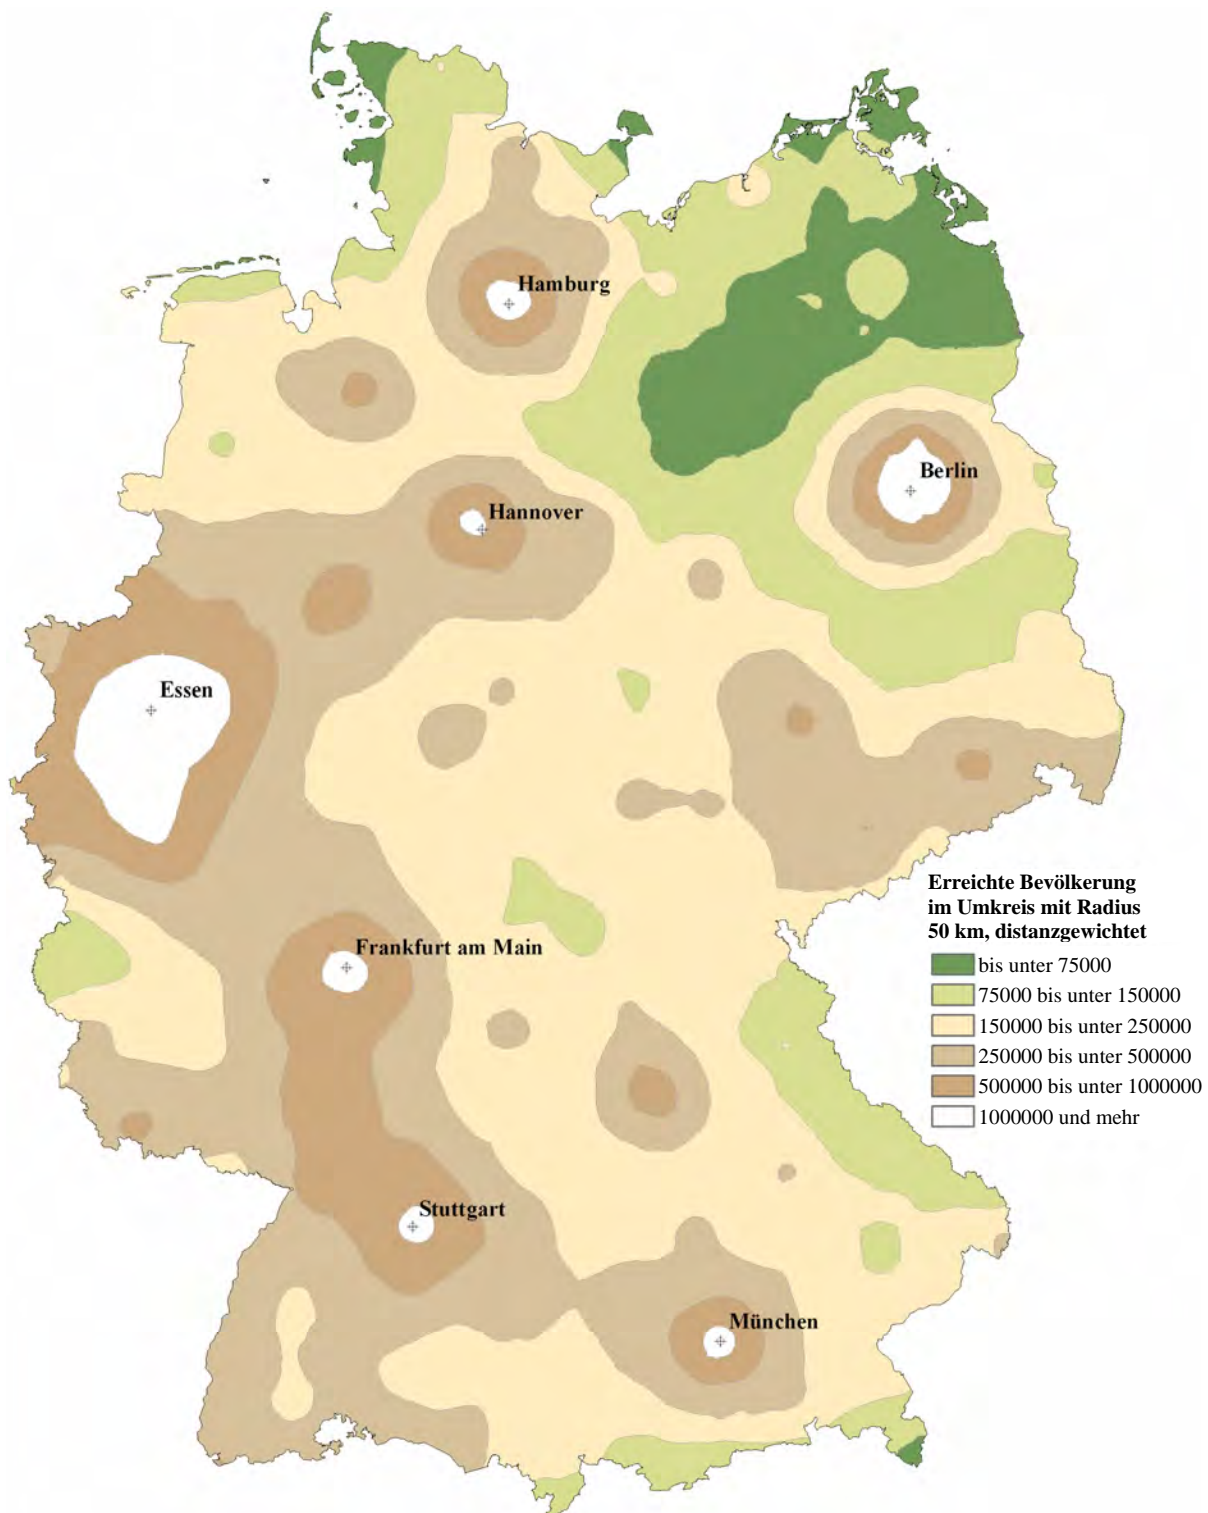 Hamburg
Berlin
Hannover
Essen
Frankfurt am Main
Stuttgart
München
Erreichte Bevölkerung
im Umkreis mit Radius
50 km, distanzgewichtet
bis unter 75000
75000 bis unter 150000
150000 bis unter 250000
250000 bis unter 500000
500000 bis unter 1000000
1000000 und mehr